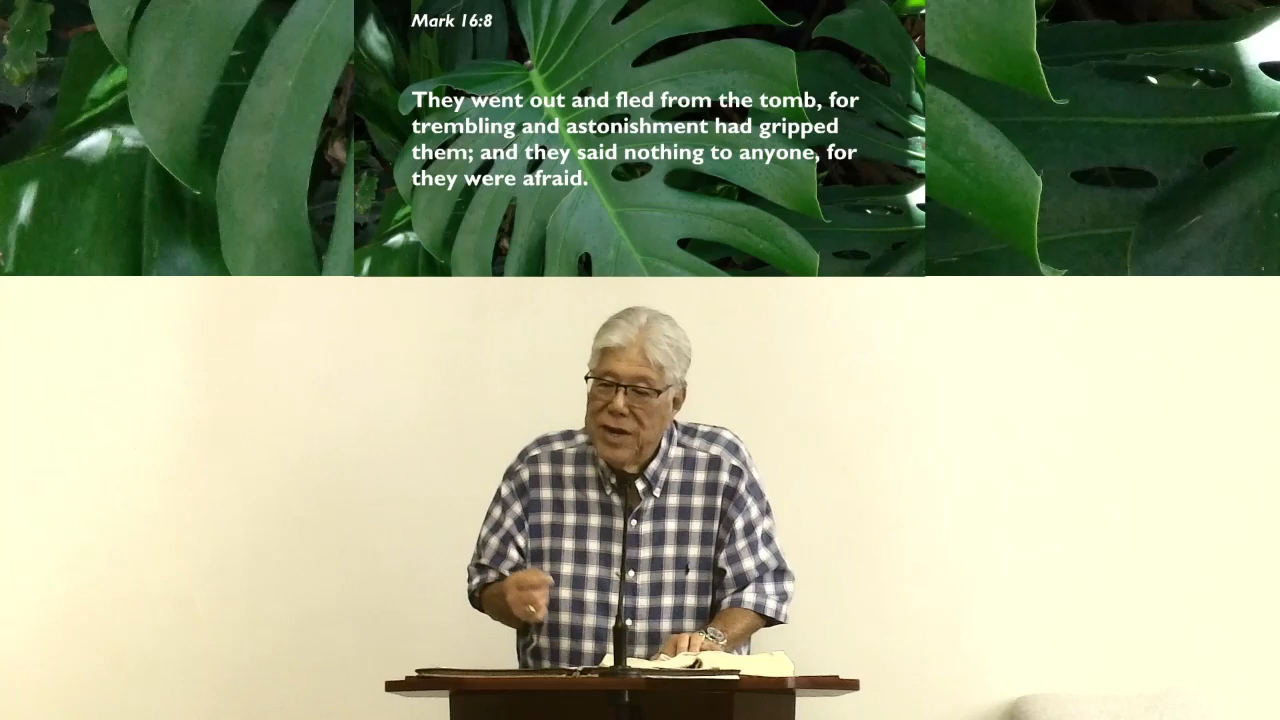 Mark 16:8
They went out and fled from the tomb, for
trembling and astonishment had gripped
them; and they said nothing to anyone, for
they were afraid.